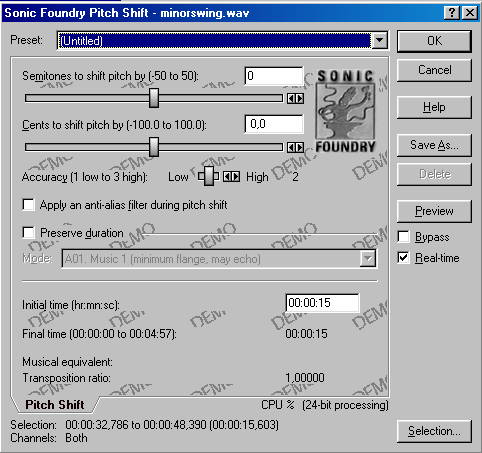 Sonic Foundry Pitch Shift - minorswing.wav
Preset: (Untitled)
OK
Semitones to shift pitch by (-50 to 50): 0
Cancel
SONIC
FOUNDRY
Help
Cents to shift pitch by (-100.0 to 100.0): 0,0
Save As...
Accuracy (1 low to 3 high): Low High 2
Delete
Apply an anti-alias filter during pitch shift
Preview
Preserve duration
Bypass
Mode: A01. Music 1 (minimum flange, may echo)
Real-time
Initial time (hr:mn:sc): 00:00:15
Final time (00:00:00 to 00:04:57): 00:00:15
Musical equivalent:
Transposition ratio: 1,00000
DEMO DEMO DEMO DEMO
Pitch Shift
CPU % (24-bit processing)
Selection: 00:00:32,786 to 00:00:48,390 (00:00:15,603)
Channels: Both
Selection...